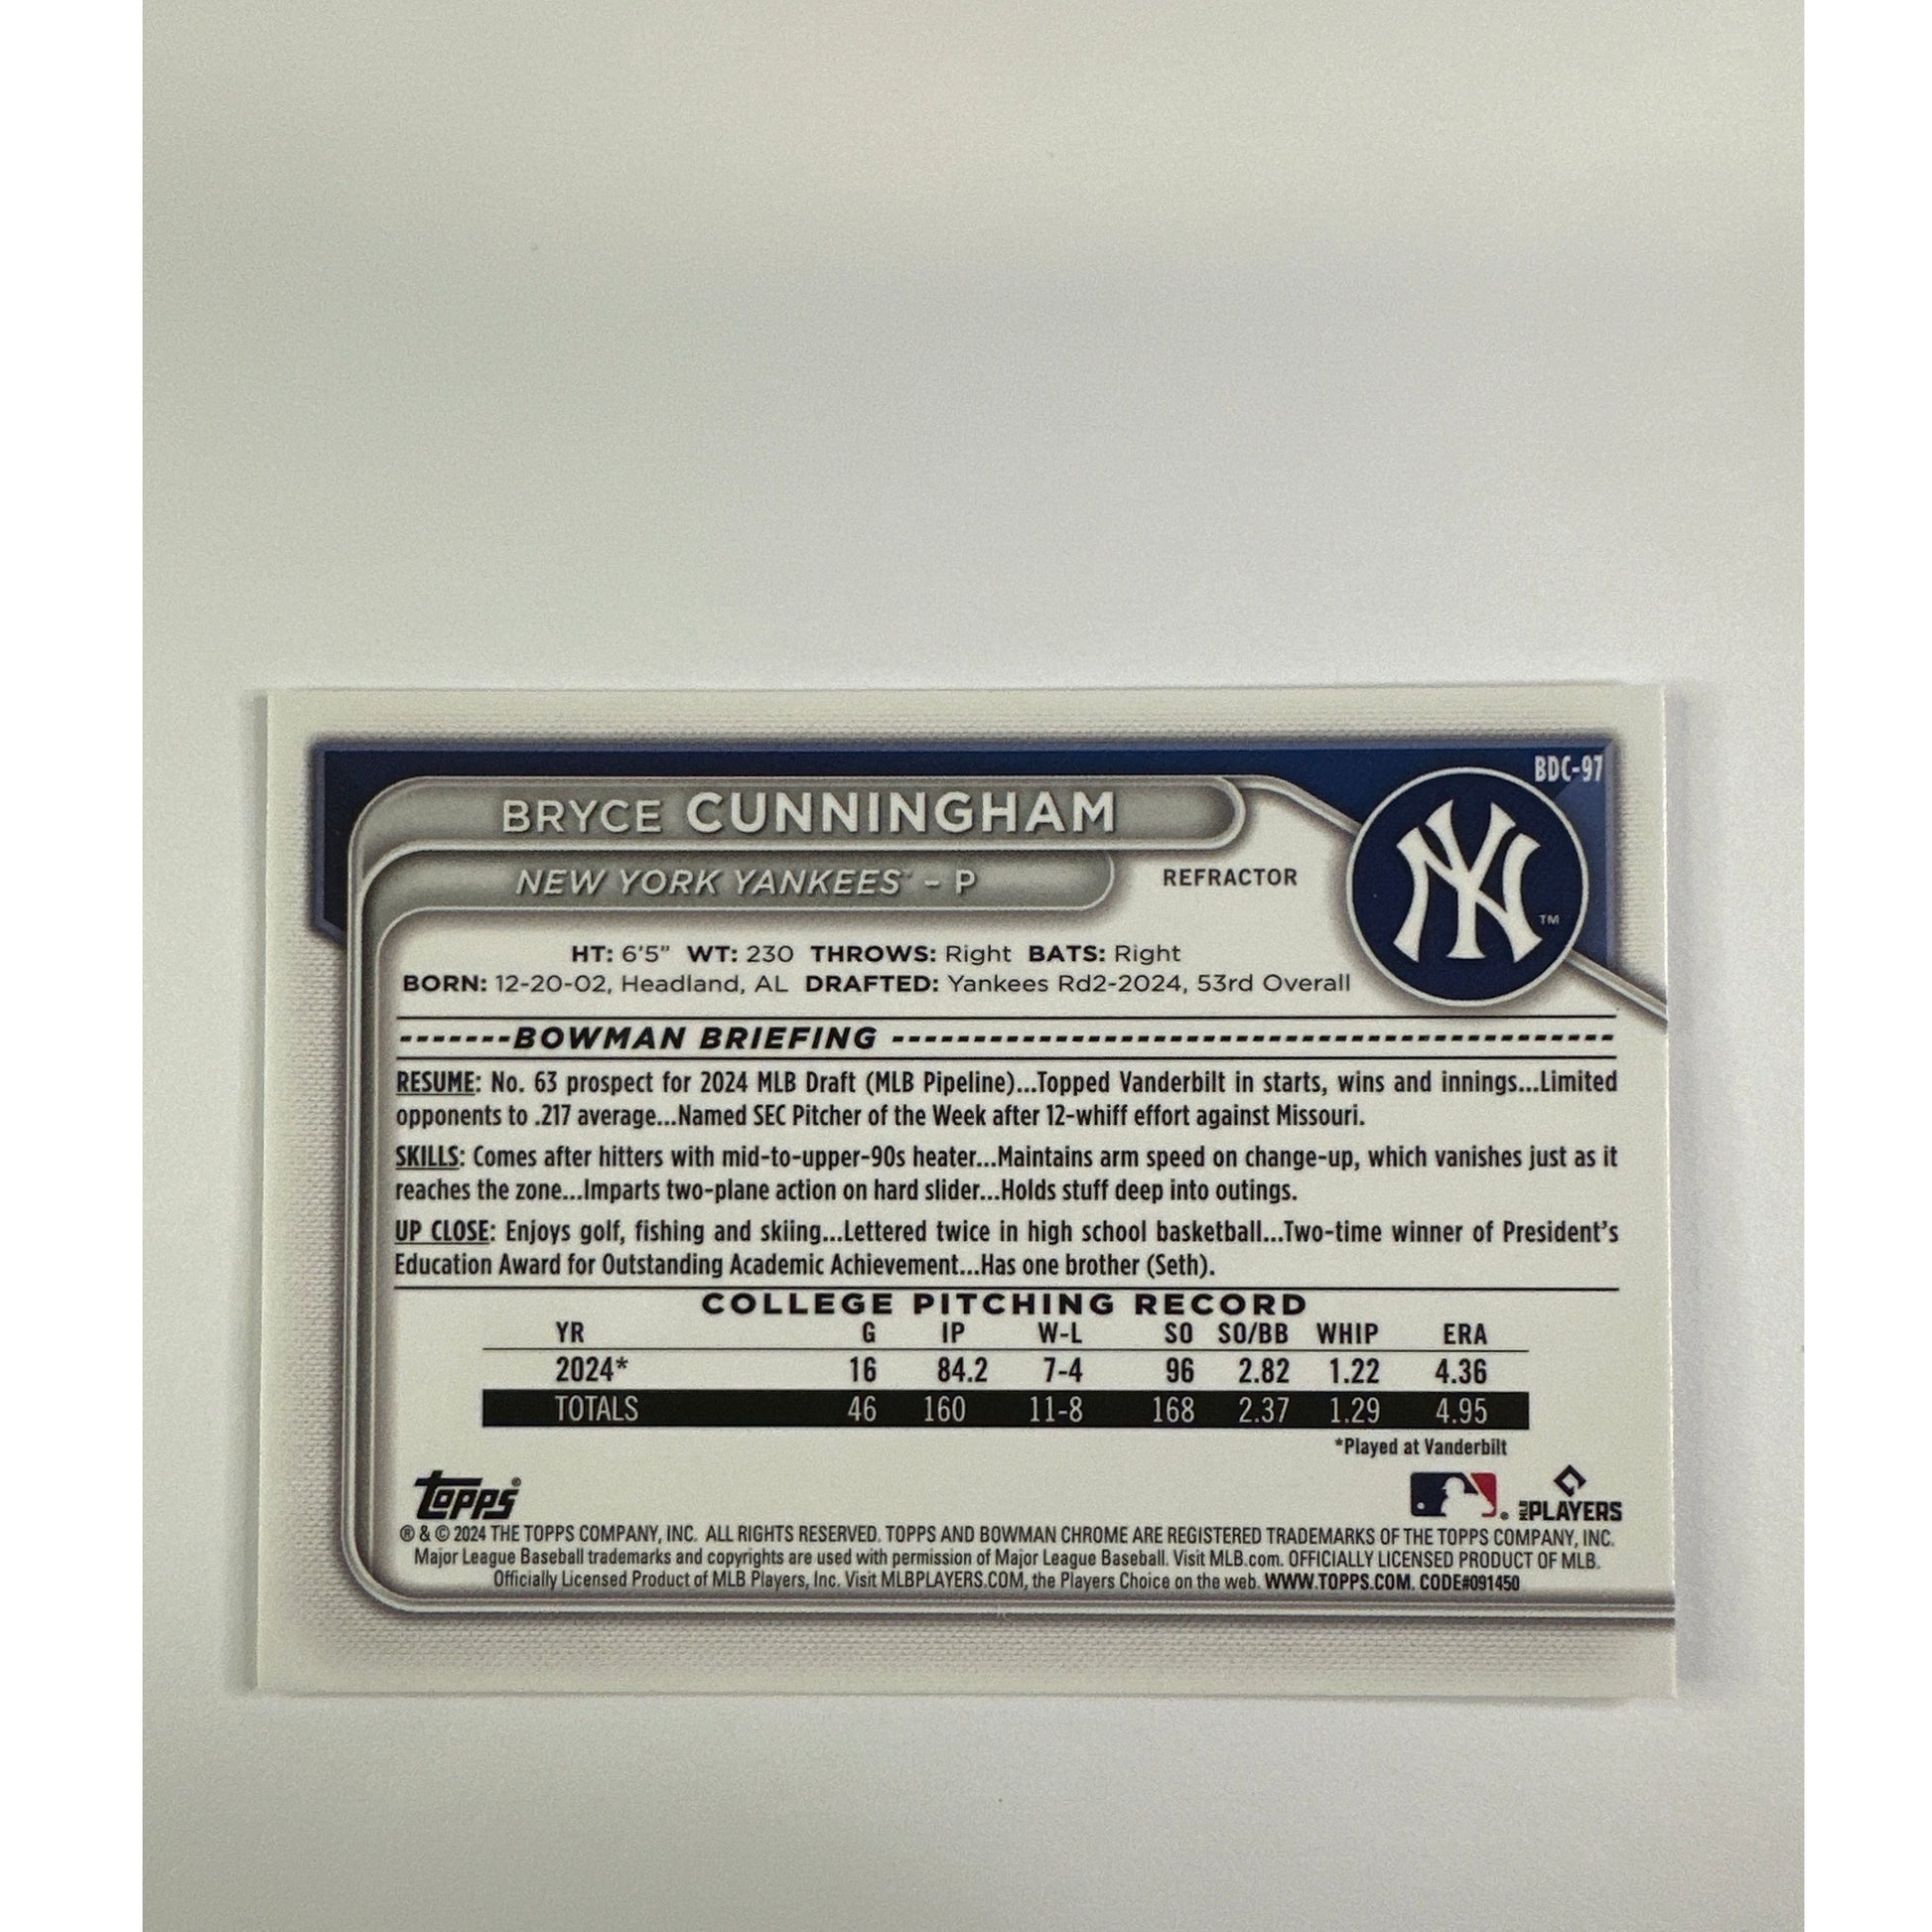 BDC-97
BRYCE CUNNINGHAM
NEW YORK YANKEES - P
REFRACTOR
NY
TM
HT: 6'5" WT: 230 THROWS: Right BATS: Right
BORN: 12-20-02, Headland, AL DRAFTED: Yankees Rd2-2024, 53rd Overall
-------BOWMAN BRIEFING -------------------------------------------
RESUME: No. 63 prospect for 2024 MLB Draft (MLB Pipeline)...Topped Vanderbilt in starts, wins and innings...Limited
opponents to .217 average...Named SEC Pitcher of the Week after 12-whiff effort against Missouri.
SKILLS: Comes after hitters with mid-to-upper-90s heater...Maintains arm speed on change-up, which vanishes just as it
reaches the zone...Imparts two-plane action on hard slider...Holds stuff deep into outings.
UP CLOSE: Enjoys golf, fishing and skiing...Lettered twice in high school basketball...Two-time winner of President's
Education Award for Outstanding Academic Achievement...Has one brother (Seth).
COLLEGE PITCHING RECORD
YR G IP W-L SO SO/BB WHIP ERA
2024* 16 84.2 7-4 96 2.82 1.22 4.36
TOTALS 46 160 11-8 168 2.37 1.29 4.95
*Played at Vanderbilt
Topps®
® MLB PLAYERS
® & © 2024 THE TOPPS COMPANY, INC. ALL RIGHTS RESERVED. TOPPS AND BOWMAN CHROME ARE REGISTERED TRADEMARKS OF THE TOPPS COMPANY, INC.
Major League Baseball trademarks and copyrights are used with permission of Major League Baseball. Visit MLB.com. OFFICIALLY LICENSED PRODUCT OF MLB.
Officially Licensed Product of MLB Players, Inc. Visit MLBPLAYERS.COM, the Players Choice on the web. WWW.TOPPS.COM. CODE#091450